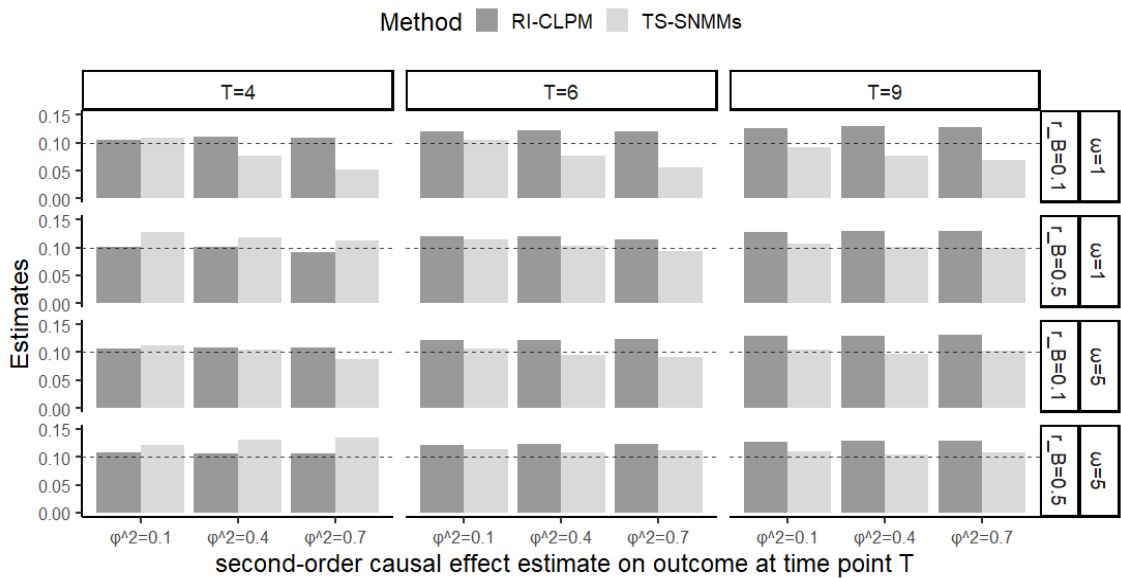 Method RI-CLPM TS-SNMMs
T=4 T=6 T=9
Estimates
0.15
0.10
0.05
0.00
r_B=0.1 ω=1
0.15
0.10
0.05
0.00
r_B=0.5 ω=1
0.15
0.10
0.05
0.00
r_B=0.1 ω=5
0.15
0.10
0.05
0.00
r_B=0.5 ω=5
φ^2=0.1 φ^2=0.4 φ^2=0.7 φ^2=0.1 φ^2=0.4 φ^2=0.7 φ^2=0.1 φ^2=0.4 φ^2=0.7
second-order causal effect estimate on outcome at time point T